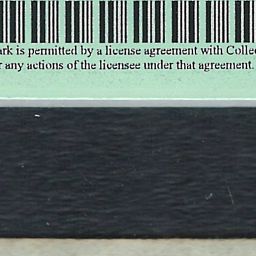 ark is permitted by a license agreement with Colle
any actions of the licensee under that agreement.